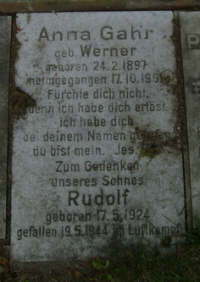 Anna Gahr
geb. Werner
geboren 24.2.1897
heimgegangen 17.10.196
Fürchte dich nicht,
denn ich habe dich erlöst,
ich habe dich
bei deinem Namen
du bist mein. Jes.
Zum Gedenken
unseres Sohnes
Rudolf
geboren 17.5.1924
gefallen 19.5.1944 im Luftkampf